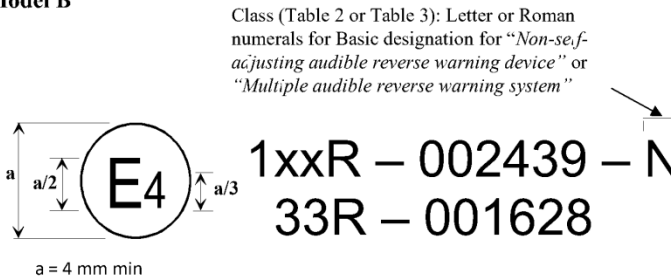 Model B
Class (Table 2 or Table 3): Letter or Roman
numerals for Basic designation for “Non-self-
adjusting audible reverse warning device” or
“Multiple audible reverse warning system”
a
a/2
E4
a/3
1xxR – 002439 – N
33R – 001628
a = 4 mm min